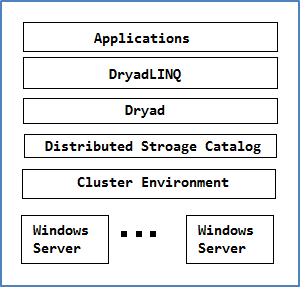 Applications
DryadLINQ
Dryad
Distributed Stroage Catalog
Cluster Environment
Windows
Server
Windows
Server